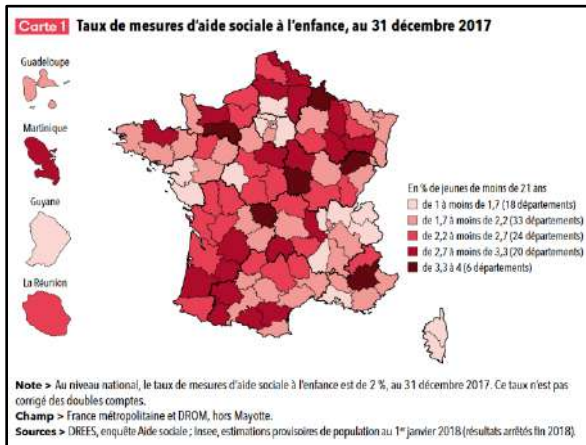 Carte 1 Taux de mesures d'aide sociale à l'enfance, au 31 décembre 2017
Guadeloupe
Martinique
Guyane
La Réunion
En % de jeunes de moins de 21 ans
de 1 à moins de 1,7 (18 départements)
de 1,7 à moins de 2,2 (33 départements)
de 2,2 à moins de 2,7 (24 départements)
de 2,7 à moins de 3,3 (20 départements)
de 3,3 à 4 (6 départements)
Note > Au niveau national, le taux de mesures d'aide sociale à l'enfance est de 2 %, au 31 décembre 2017. Ce taux n'est pas
corrigé des doubles comptes.
Champ > France métropolitaine et DROM, hors Mayotte.
Sources > DREES, enquête Aide sociale ; Insee, estimations provisoires de population au 1er janvier 2018 (résultats arrêtés fin 2018).